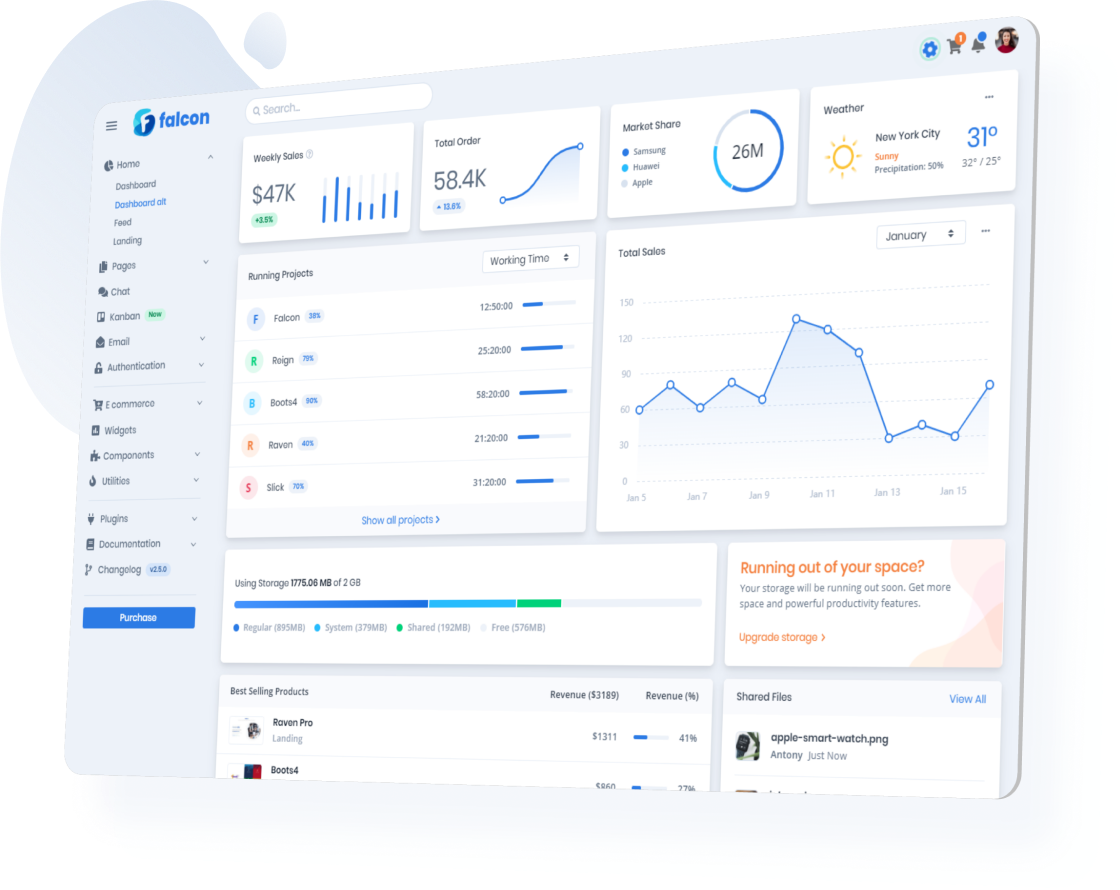 falcon
Search...
1
Home
Dashboard
Dashboard alt
Feed
Landing
Pages
Chat
Kanban New
Email
Authentication
E commerce
Widgets
Components
Utilities
Plugins
Documentation
Changelog v2.5.0
Purchase
Weekly Sales
$47K
+3.5%
Total Order
58.4K
13.6%
Market Share
Samsung
Huawei
Apple
26M
Weather
New York City
Sunny
Precipitation: 50%
31°
32° / 25°
Running Projects
Working Time
F Falcon 38% 12:50:00
R Reign 79% 25:20:00
B Boots4 90% 58:20:00
R Raven 40% 21:20:00
S Slick 70% 31:20:00
Show all projects
Total Sales
January
150
120
90
60
30
0
Jan 5 Jan 7 Jan 9 Jan 11 Jan 13 Jan 15
Using Storage 1775.06 MB of 2 GB
Regular (895MB) System (379MB) Shared (192MB) Free (576MB)
Running out of your space?
Your storage will be running out soon. Get more
space and powerful productivity features.
Upgrade storage
Best Selling Products Revenue ($3189) Revenue (%)
Raven Pro
Landing
$1311 41%
Boots4
$860 27%
Shared Files View All
apple-smart-watch.png
Antony Just Now